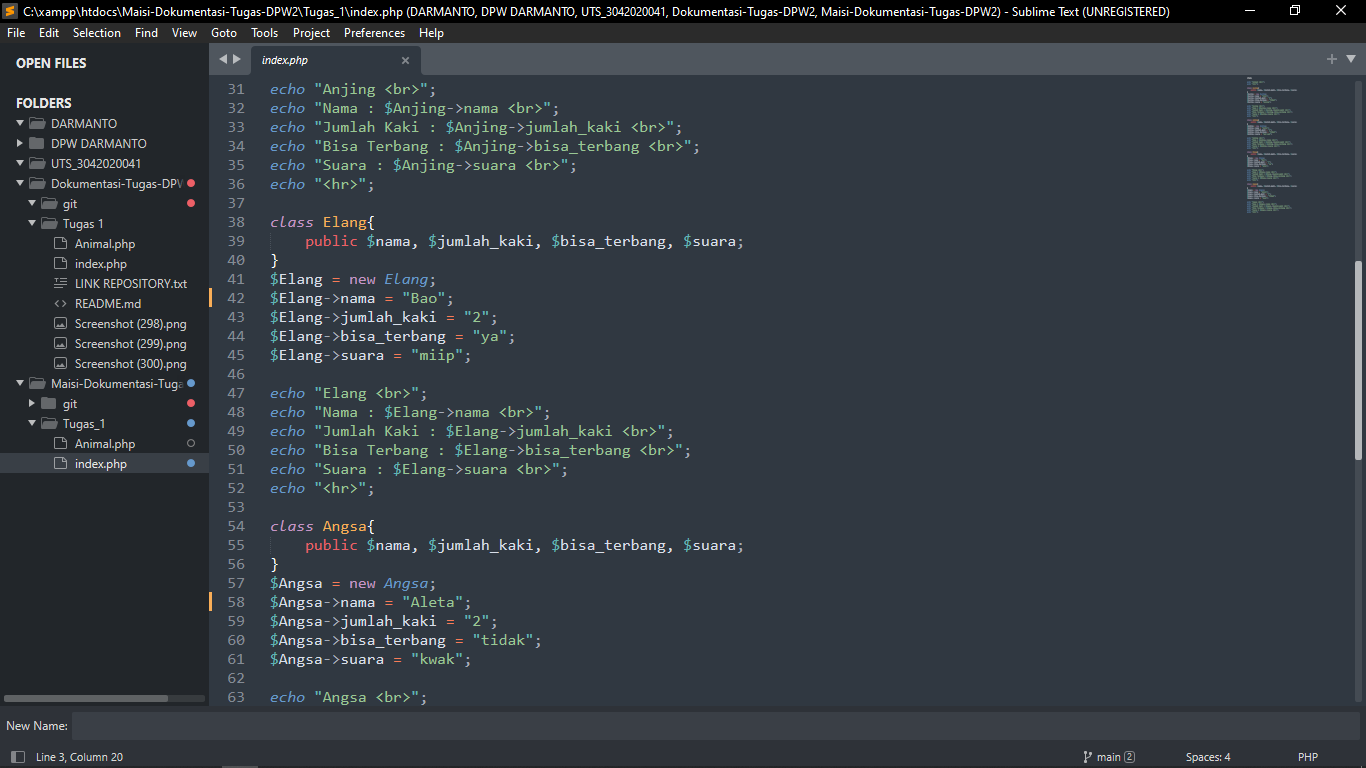 C:\xampp\htdocs\Maisi-Dokumentasi-Tugas-DPW2\Tugas_1\index.php (DARMANTO, DPW DARMANTO, UTS_3042020041, Dokumentasi-Tugas-DPW2, Maisi-Dokumentasi-Tugas-DPW2) - Sublime Text (UNREGISTERED)
File Edit Selection Find View Goto Tools Project Preferences Help
OPEN FILES
FOLDERS
DARMANTO
DPW DARMANTO
UTS_3042020041
Dokumentasi-Tugas-DPW
git
Tugas 1
Animal.php
index.php
LINK REPOSITORY.txt
README.md
Screenshot (298).png
Screenshot (299).png
Screenshot (300).png
Maisi-Dokumentasi-Tuga
git
Tugas_1
Animal.php
index.php
index.php
31 echo "Anjing <br>";
32 echo "Nama : $Anjing->nama <br>";
33 echo "Jumlah Kaki : $Anjing->jumlah_kaki <br>";
34 echo "Bisa Terbang : $Anjing->bisa_terbang <br>";
35 echo "Suara : $Anjing->suara <br>";
36 echo "<hr>";
37
38 class Elang{
39 public $nama, $jumlah_kaki, $bisa_terbang, $suara;
40 }
41 $Elang = new Elang;
42 $Elang->nama = "Bao";
43 $Elang->jumlah_kaki = "2";
44 $Elang->bisa_terbang = "ya";
45 $Elang->suara = "miip";
46
47 echo "Elang <br>";
48 echo "Nama : $Elang->nama <br>";
49 echo "Jumlah Kaki : $Elang->jumlah_kaki <br>";
50 echo "Bisa Terbang : $Elang->bisa_terbang <br>";
51 echo "Suara : $Elang->suara <br>";
52 echo "<hr>";
53
54 class Angsa{
55 public $nama, $jumlah_kaki, $bisa_terbang, $suara;
56 }
57 $Angsa = new Angsa;
58 $Angsa->nama = "Aleta";
59 $Angsa->jumlah_kaki = "2";
60 $Angsa->bisa_terbang = "tidak";
61 $Angsa->suara = "kwak";
62
63 echo "Angsa <br>";
New Name:
Line 3, Column 20 main 2 Spaces: 4 PHP